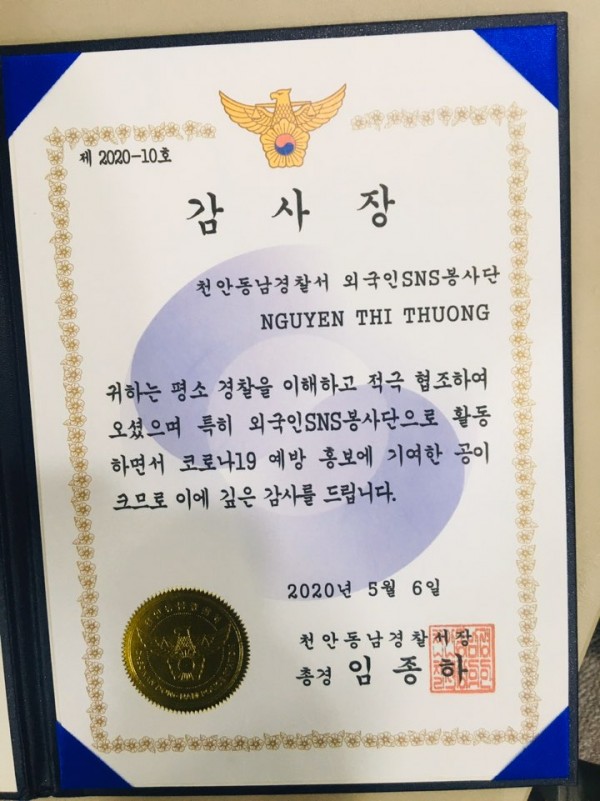 제 2020-10호
감 사 장
천안동남경찰서 외국인SNS봉사단
NGUYEN THI THUONG
귀하는 평소 경찰을 이해하고 적극 협조하여
오셨으며 특히 외국인SNS봉사단으로 활동
하면서 코로나19 예방 홍보에 기여한 공이
크므로 이에 깊은 감사를 드립니다.
2020년 5월 6일
천안동남경찰서장
총경 임 종 하